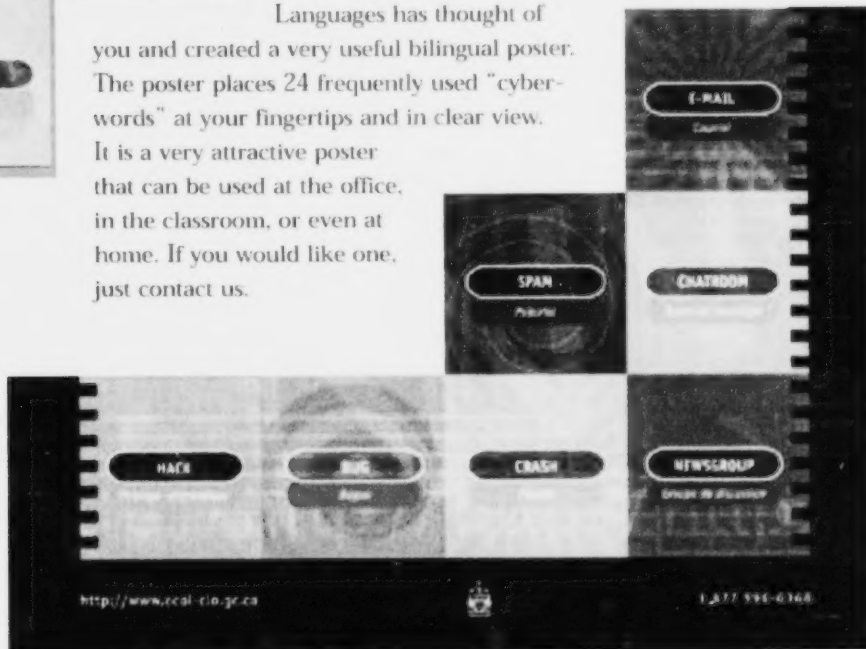 Languages has thought of
you and created a very useful bilingual poster.
The poster places 24 frequently used "cyber-
words" at your fingertips and in clear view.
It is a very attractive poster
that can be used at the office,
in the classroom, or even at
home. If you would like one,
just contact us.
E-MAIL
Courriel
SPAM
CHATROOM
HACK
BUG
CRASH
NEWSGROUP
Groupe de discussion
http://www.ocol-clo.gc.ca